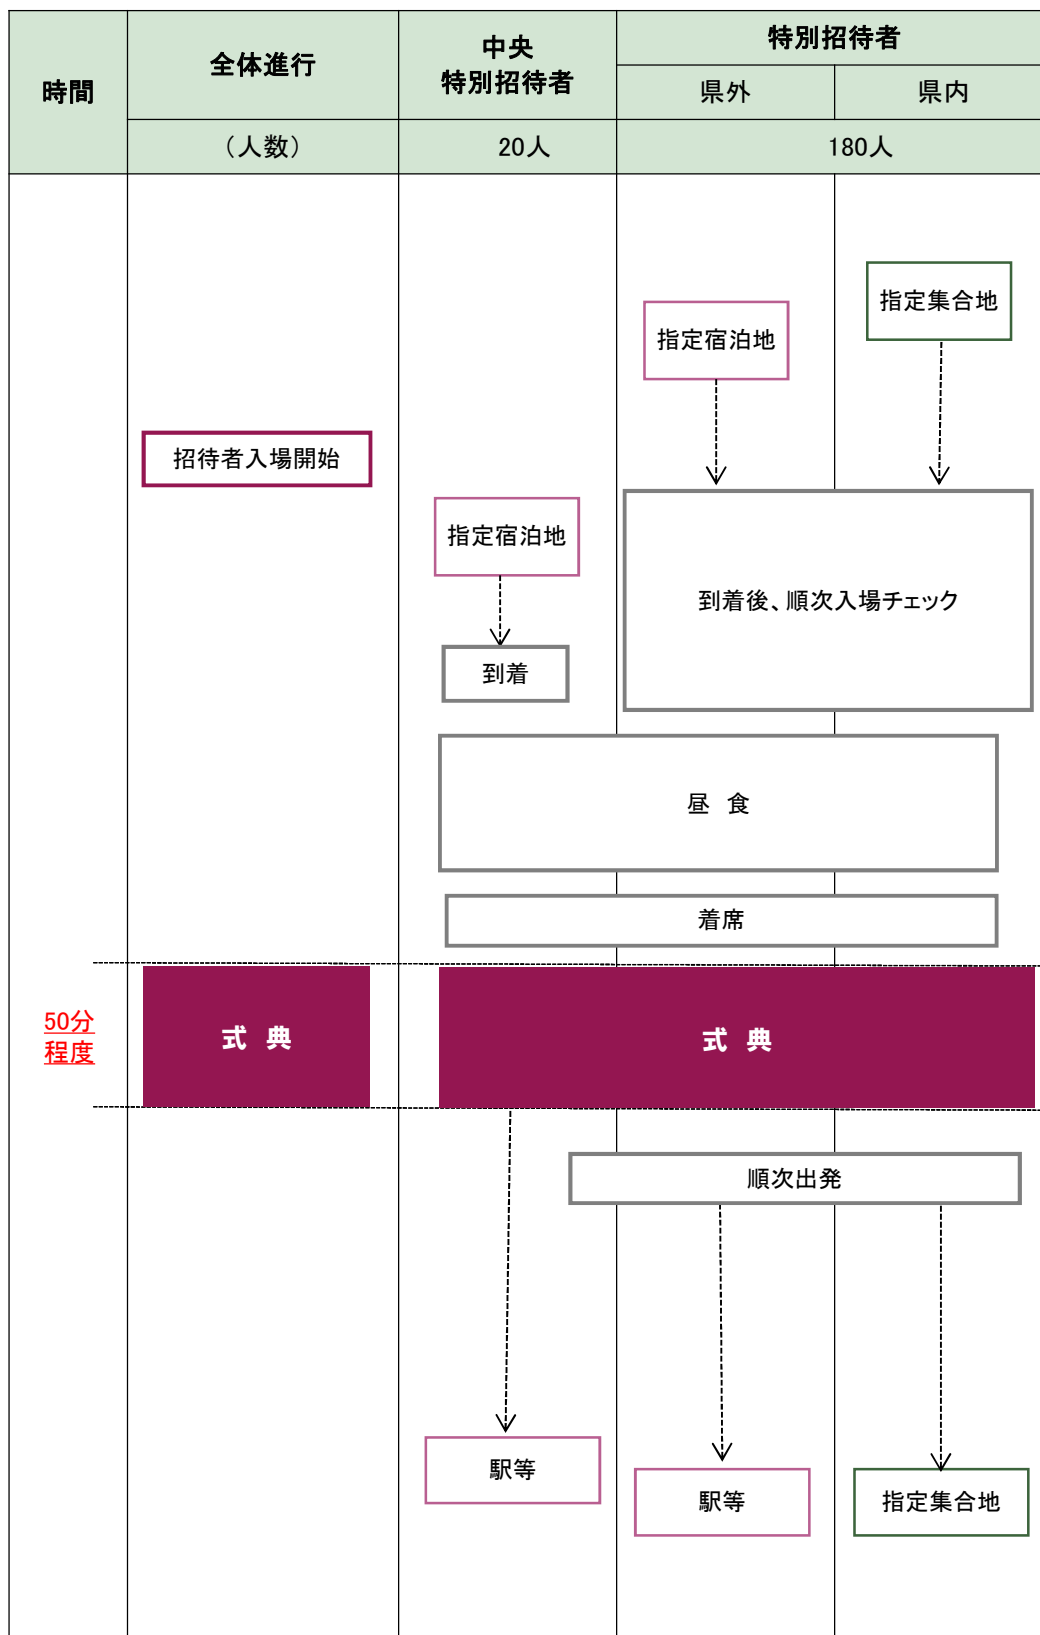 時間
全体進行
(人数)
中央
特別招待者
20人
特別招待者
県外
県内
180人
指定集合地
指定宿泊地
招待者入場開始
指定宿泊地
到着後、順次入場チェック
到着
昼 食
着席
50分
程度
式 典
式 典
順次出発
駅等
駅等
指定集合地